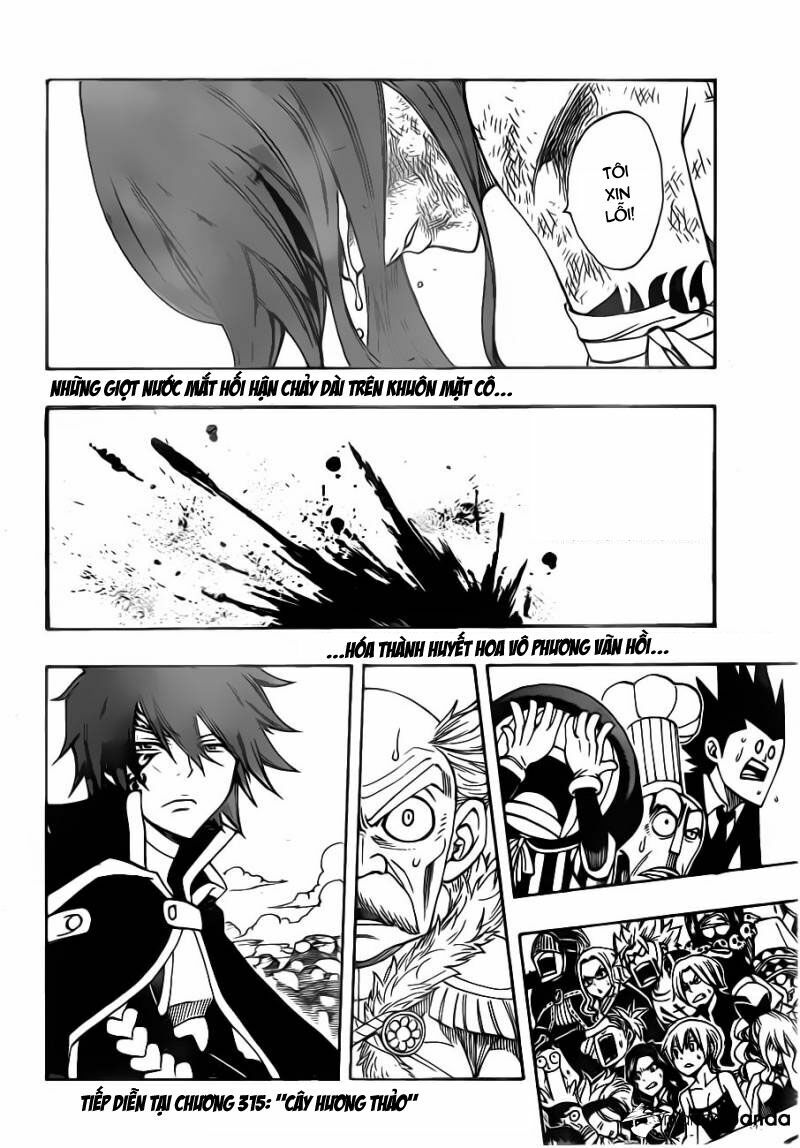 TÔI
XIN
LỖI!
NHỮNG GIỌT NƯỚC MẮT HỐI HẬN CHẢY DÀI TRÊN KHUÔN MẶT CÔ...
...HÓA THÀNH HUYẾT HOA VÔ PHƯƠNG VÃN HỒI...
TIẾP DIỄN TẠI CHƯƠNG 315: "CÂY HƯƠNG THẢO"